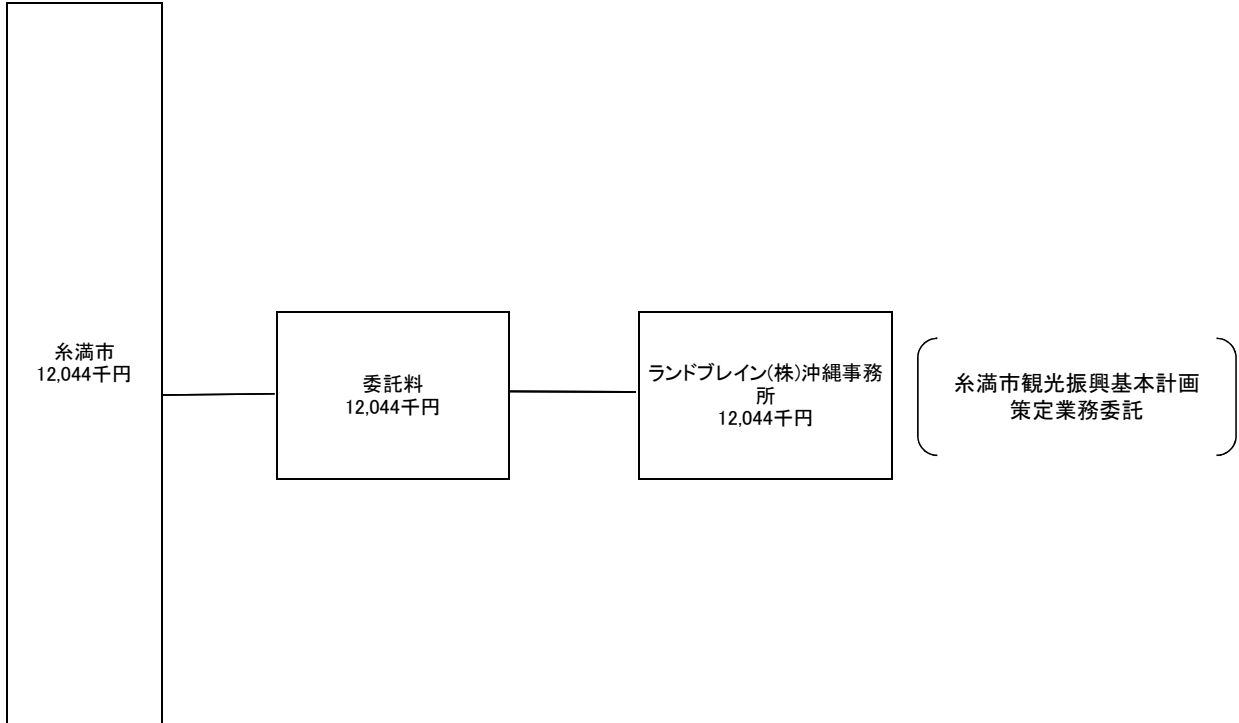 糸満市
12,044千円
委託料
12,044千円
ランドブレイン(株)沖縄事務
所
12,044千円
糸満市観光振興基本計画
策定業務委託